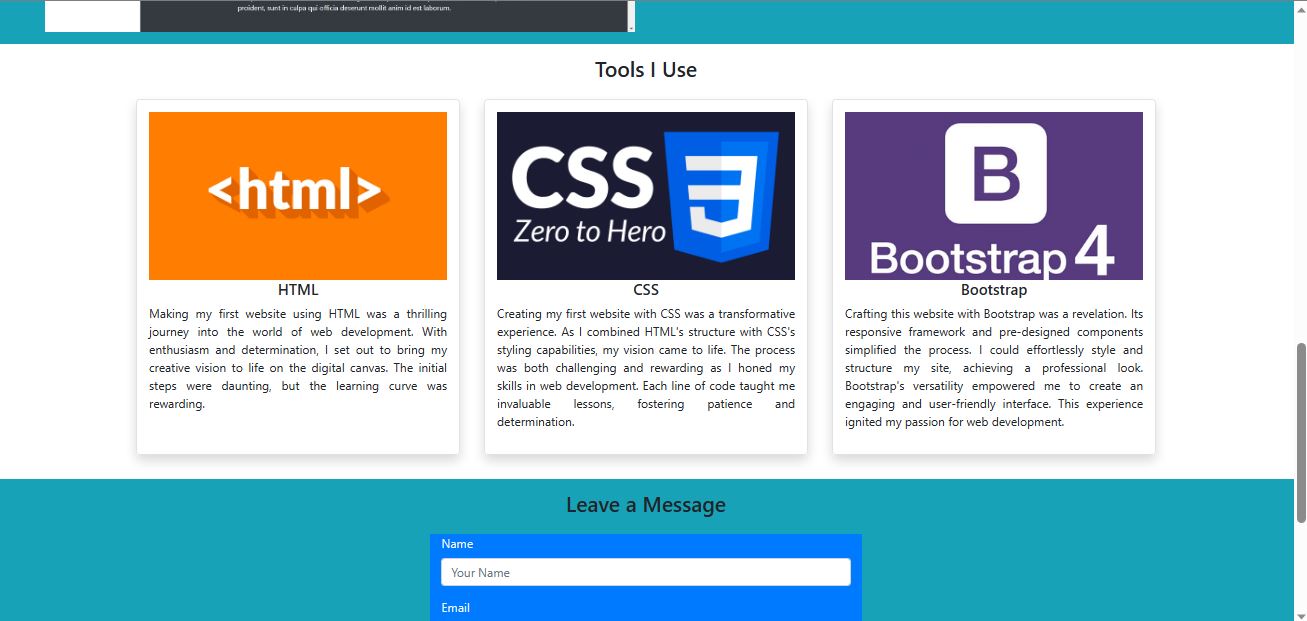 proident, sunt in culpa qui officia deserunt mollit anim id est laborum.
Tools I Use
<html>
HTML
Making my first website using HTML was a thrilling
journey into the world of web development. With
enthusiasm and determination, I set out to bring my
creative vision to life on the digital canvas. The initial
steps were daunting, but the learning curve was
rewarding.
CSS
Zero to Hero
3
CSS
Creating my first website with CSS was a transformative
experience. As I combined HTML's structure with CSS's
styling capabilities, my vision came to life. The process
was both challenging and rewarding as I honed my
skills in web development. Each line of code taught me
invaluable lessons, fostering patience and
determination.
B
Bootstrap 4
Bootstrap
Crafting this website with Bootstrap was a revelation. Its
responsive framework and pre-designed components
simplified the process. I could effortlessly style and
structure my site, achieving a professional look.
Bootstrap's versatility empowered me to create an
engaging and user-friendly interface. This experience
ignited my passion for web development.
Leave a Message
Name
Your Name
Email